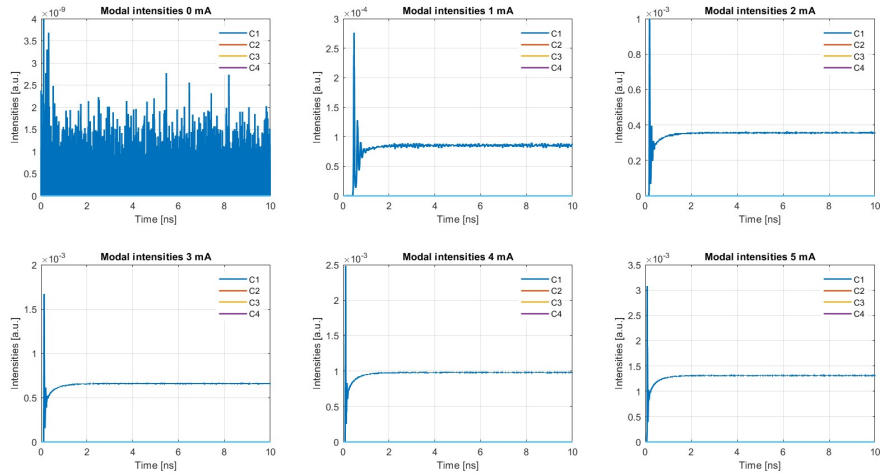 Modal intensities 0 mA
×10-9
4
3.5
3
2.5
2
1.5
1
0.5
0
Intensities [a.u.]
C1
C2
C3
C4
0 2 4 6 8 10
Time [ns]
Modal intensities 1 mA
×10-4
3
2.5
2
1.5
1
0.5
0
Intensities [a.u.]
C1
C2
C3
C4
0 2 4 6 8 10
Time [ns]
Modal intensities 2 mA
×10-3
1
0.8
0.6
0.4
0.2
0
Intensities [a.u.]
C1
C2
C3
C4
0 2 4 6 8 10
Time [ns]
Modal intensities 3 mA
×10-3
2
1.5
1
0.5
0
Intensities [a.u.]
C1
C2
C3
C4
0 2 4 6 8 10
Time [ns]
Modal intensities 4 mA
×10-3
2.5
2
1.5
1
0.5
0
Intensities [a.u.]
C1
C2
C3
C4
0 2 4 6 8 10
Time [ns]
Modal intensities 5 mA
×10-3
3.5
3
2.5
2
1.5
1
0.5
0
Intensities [a.u.]
C1
C2
C3
C4
0 2 4 6 8 10
Time [ns]